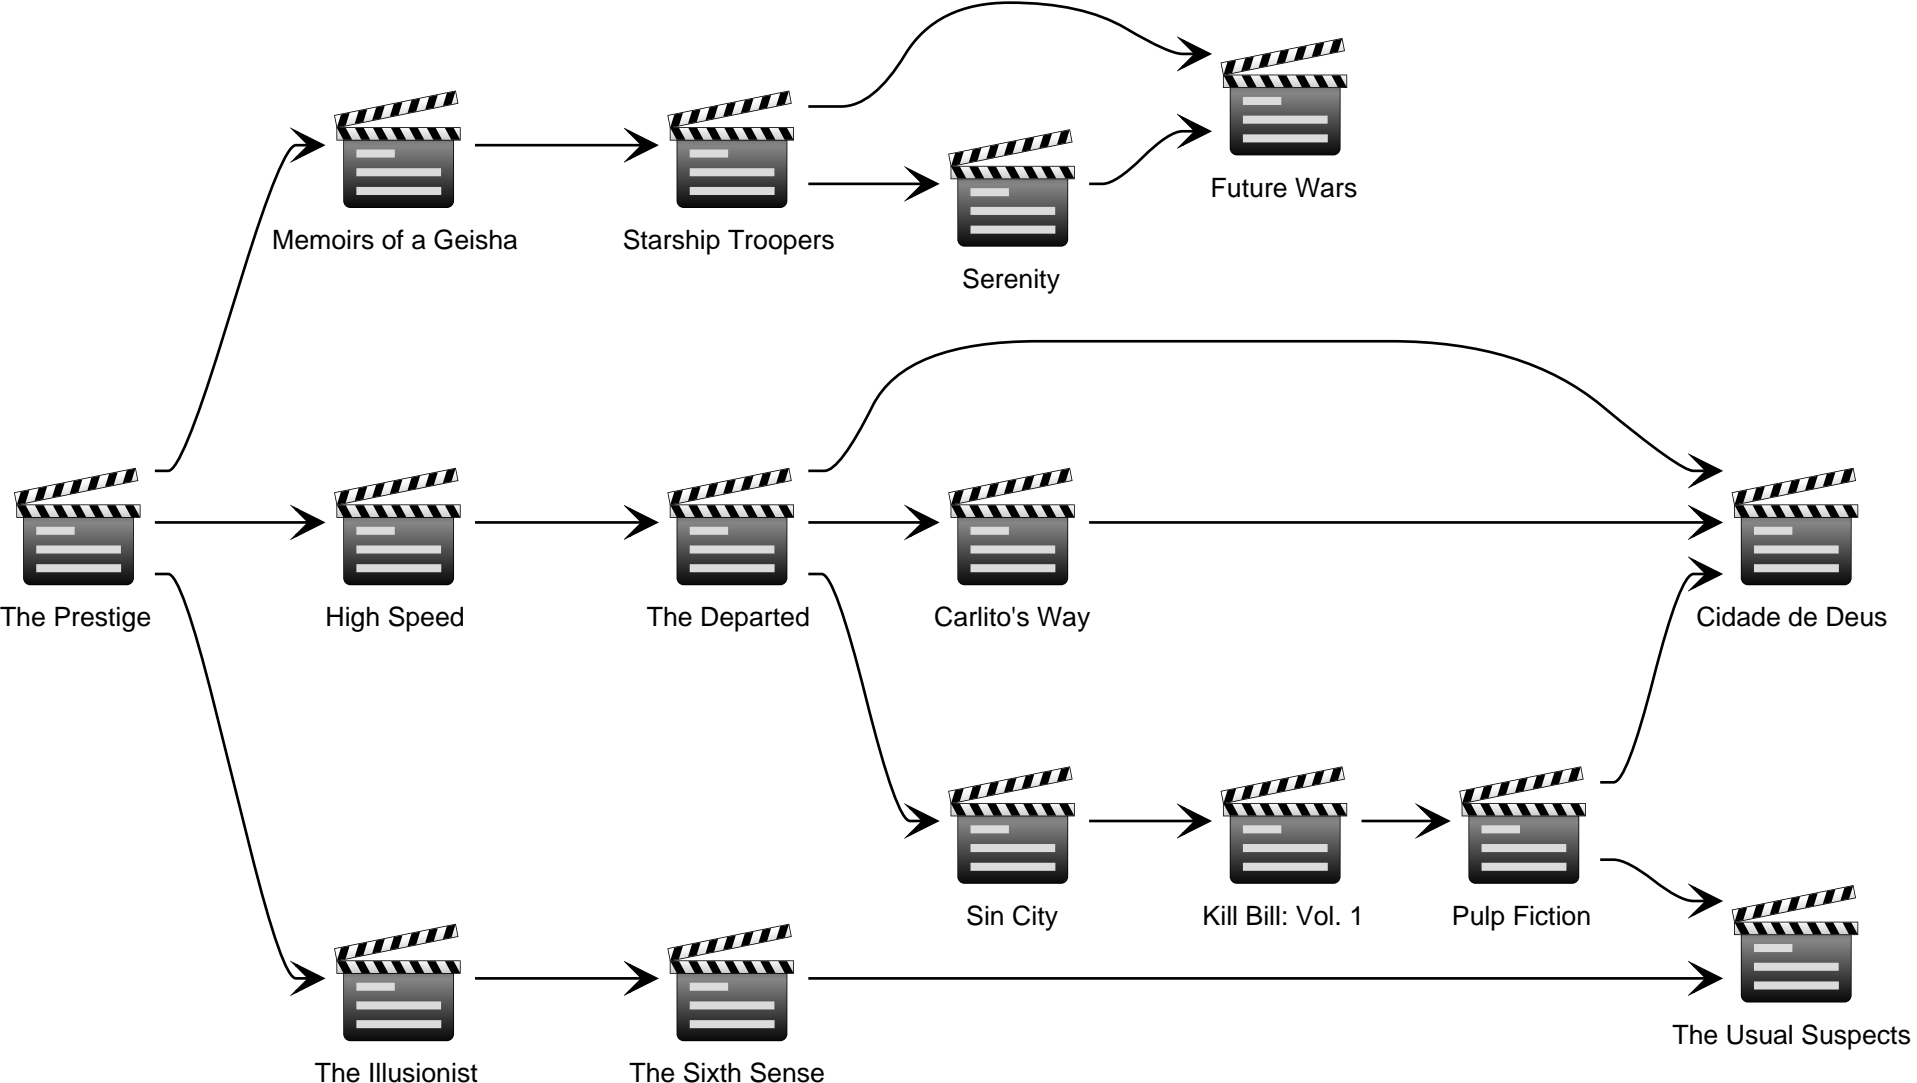 Future Wars
Memoirs of a Geisha
Starship Troopers
Serenity
The Prestige
High Speed
The Departed
Carlito's Way
Cidade de Deus
Sin City
Kill Bill: Vol. 1
Pulp Fiction
The Usual Suspects
The Illusionist
The Sixth Sense